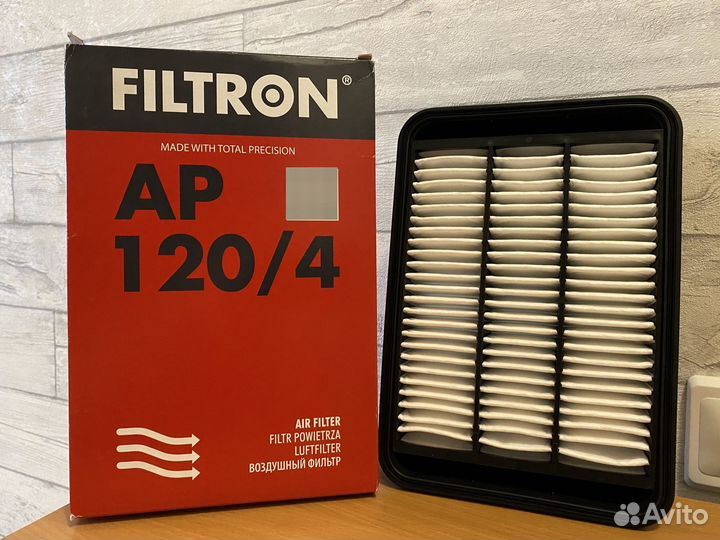 FILTRON®
MADE WITH TOTAL PRECISION
AP
120/4
AIR FILTER
FILTR POWIETRZA
LUFTFILTER
ВОЗДУШНЫЙ ФИЛЬТР
Avito